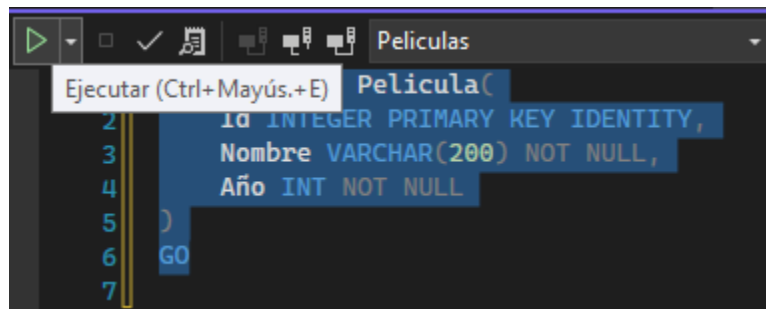 Peliculas
Ejecutar (Ctrl+Mayús.+E)
Pelicula(
2 Id INTEGER PRIMARY KEY IDENTITY,
3 Nombre VARCHAR(200) NOT NULL,
4 Año INT NOT NULL
5 )
6 GO
7